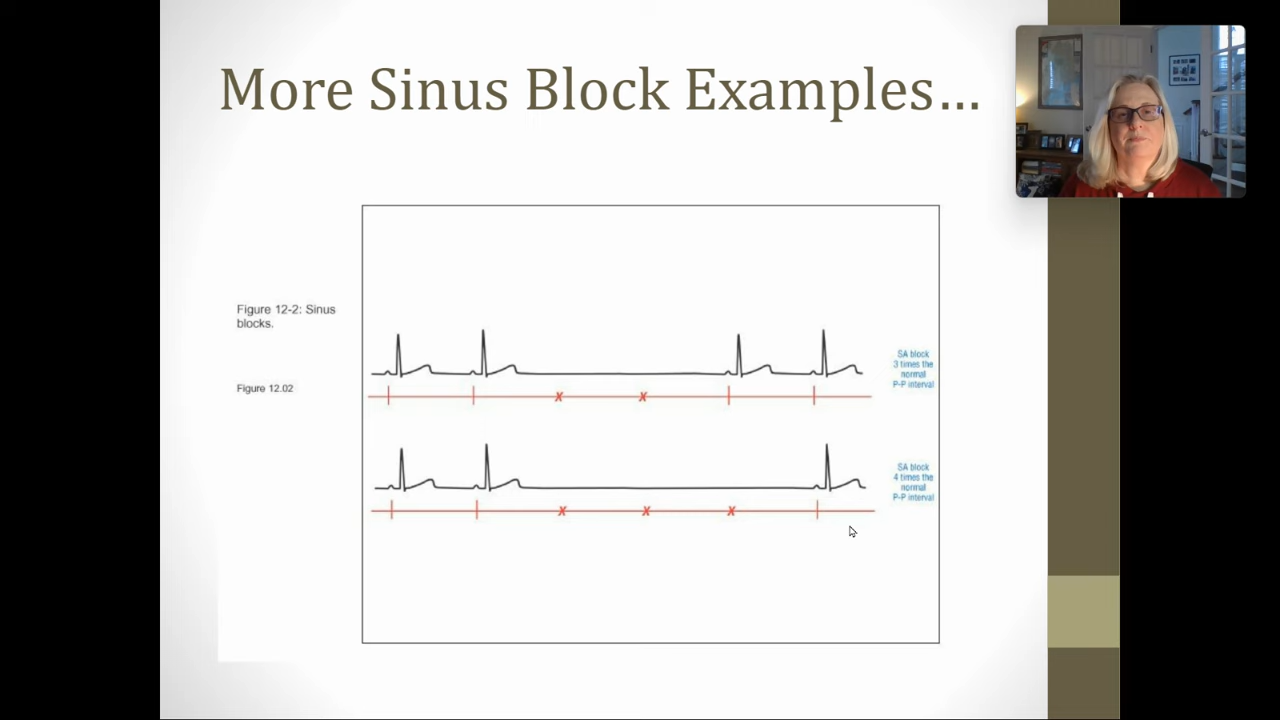 More Sinus Block Examples…
Figure 12-2: Sinus
blocks.
Figure 12.02
SA block
3 times the
normal
P-P interval
x x
SA block
4 times the
normal
P-P interval
x x x